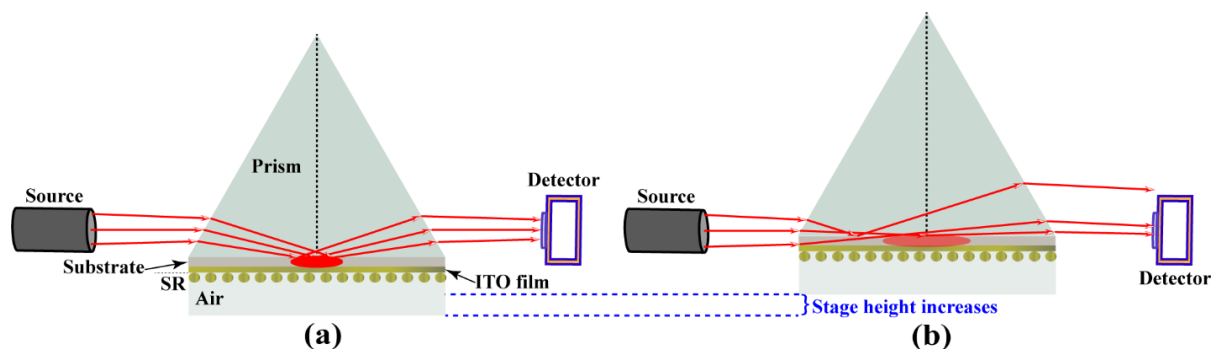 Prism
Source
Detector
Substrate
SR
Air
ITO film
(a)
Source
Detector
Stage height increases
(b)